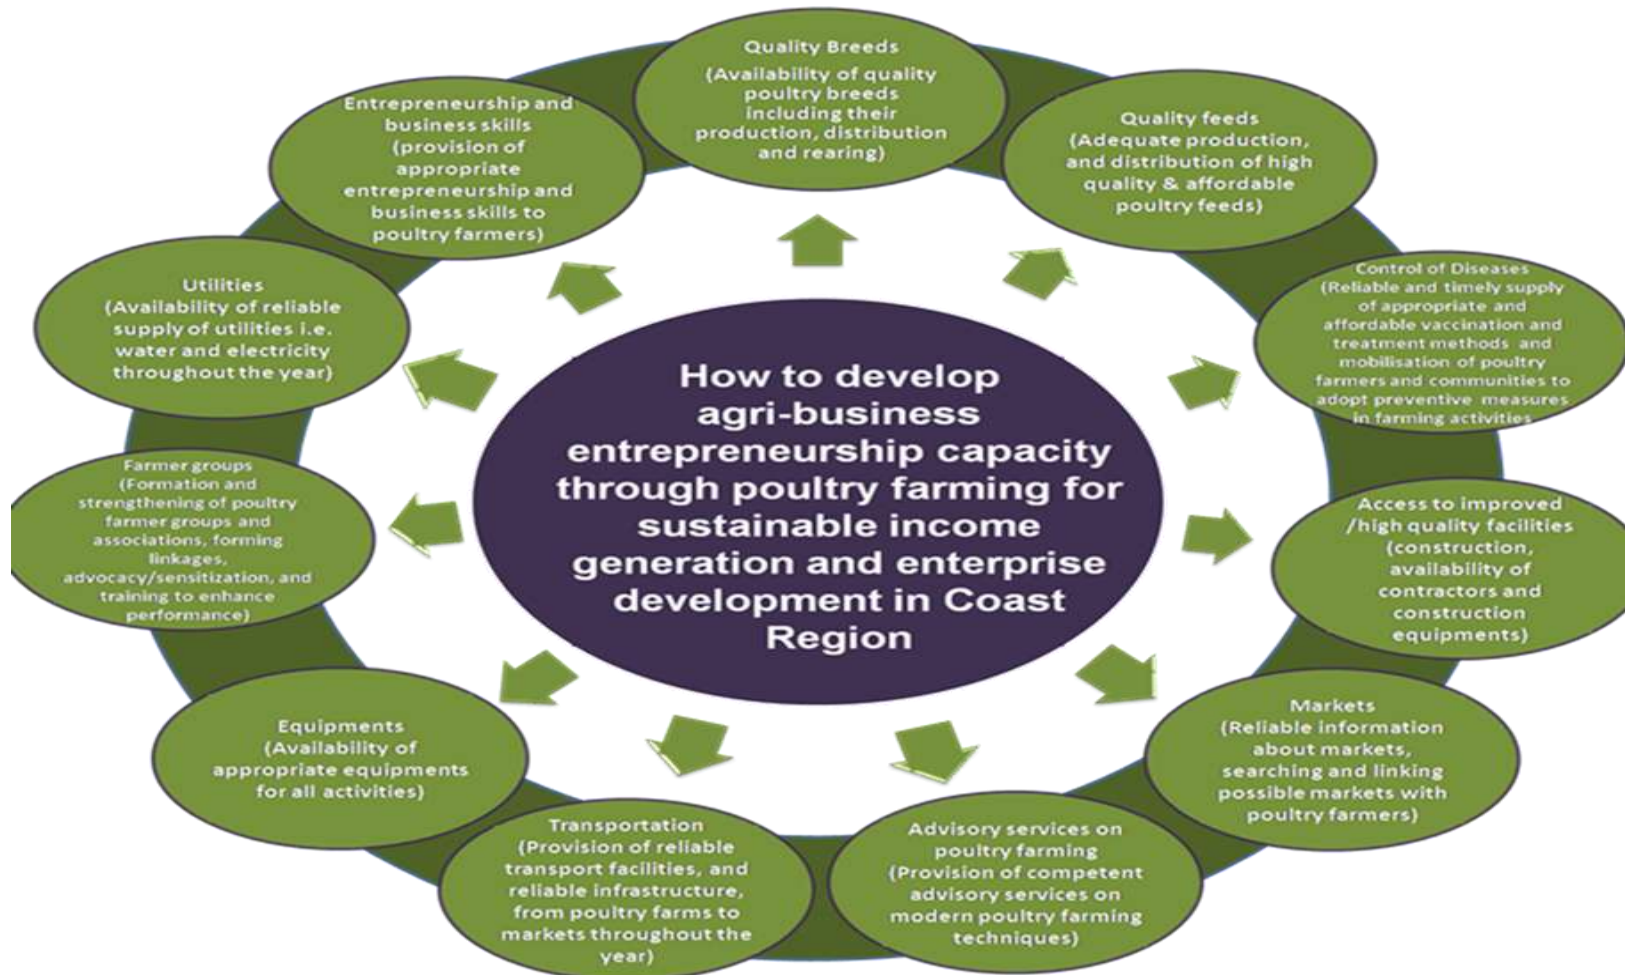 Quality Breeds
(Availability of quality
poultry breeds
including their
production, distribution
and rearing)
Quality feeds
(Adequate production,
and distribution of high
quality & affordable
poultry feeds)
Control of Diseases
(Reliable and timely supply
of appropriate and
affordable vaccination and
treatment methods and
mobilisation of poultry
farmers and communities to
adopt preventive measures
in farming activities
Access to improved
/high quality facilities
(construction,
availability of
contractors and
construction
equipments)
Markets
(Reliable information
about markets,
searching and linking
possible markets with
poultry farmers)
Advisory services on
poultry farming
(Provision of competent
advisory services on
modern poultry farming
techniques)
Transportation
(Provision of reliable
transport facilities, and
reliable infrastructure,
from poultry farms to
markets throughout the
year)
Equipments
(Availability of
appropriate equipments
for all activities)
Farmer groups
(Formation and
strengthening of poultry
farmer groups and
associations, forming
linkages,
advocacy/sensitization, and
training to enhance
performance)
Utilities
(Availability of reliable
supply of utilities i.e.
water and electricity
throughout the year)
Entrepreneurship and
business skills
(provision of
appropriate
entrepreneurship and
business skills to
poultry farmers)
How to develop
agri-business
entrepreneurship capacity
through poultry farming for
sustainable income
generation and enterprise
development in Coast
Region